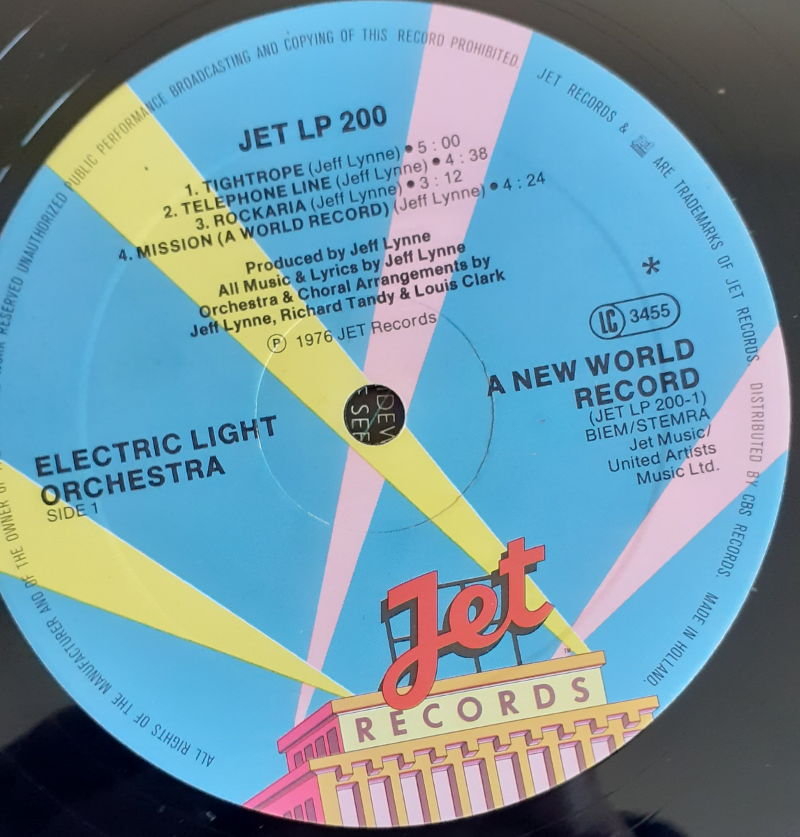 JET LP 200
1. TIGHTROPE (Jeff Lynne) • 5 : 00
2. TELEPHONE LINE (Jeff Lynne) • 4 : 38
3. ROCKARIA (Jeff Lynne) • 3 : 12
4. MISSION (A WORLD RECORD) (Jeff Lynne) • 4 : 24
Produced by Jeff Lynne
All Music & Lyrics by Jeff Lynne
Orchestra & Choral Arrangements by
Jeff Lynne, Richard Tandy & Louis Clark
℗ 1976 JET Records
*
LC 3455
A NEW WORLD
RECORD
(JET LP 200-1)
BIEM/STEMRA
Jet Music/
United Artists
Music Ltd.
ELECTRIC LIGHT
ORCHESTRA
SIDE 1
Jet
™
RECORDS
ALL RIGHTS OF THE MANUFACTURER AND OF THE OWNER OF RESERVED UNAUTHORIZED PUBLIC PERFORMANCE BROADCASTING AND COPYING OF THIS RECORD PROHIBITED
JET RECORDS & ARE TRADEMARKS OF JET RECORDS. DISTRIBUTED BY CBS RECORDS. MADE IN HOLLAND.